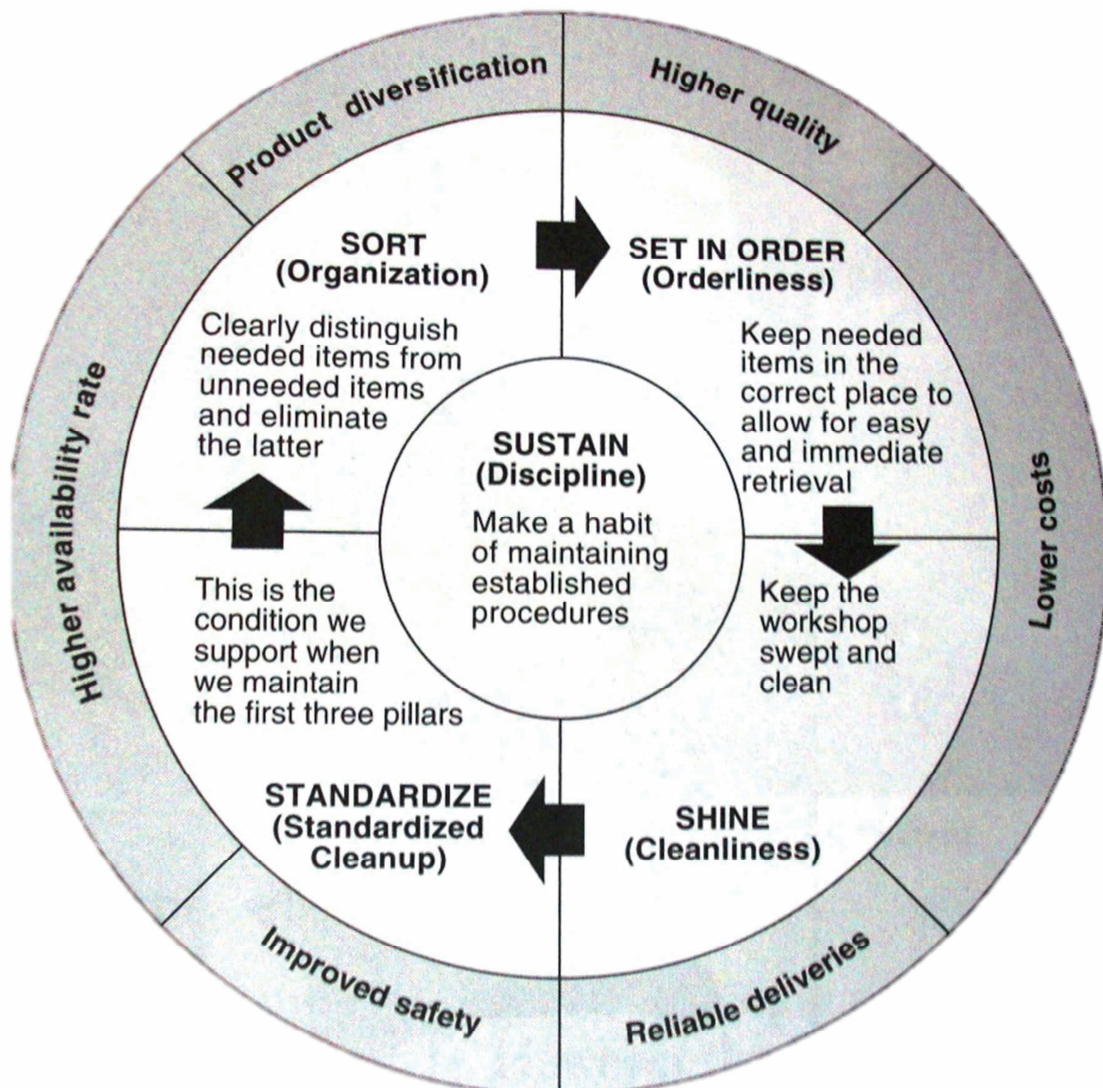 Product diversification
Higher quality
Lower costs
Reliable deliveries
Improved safety
Higher availability rate
SORT
(Organization)
Clearly distinguish
needed items from
unneeded items
and eliminate
the latter
SET IN ORDER
(Orderliness)
Keep needed
items in the
correct place to
allow for easy
and immediate
retrieval
SUSTAIN
(Discipline)
Make a habit
of maintaining
established
procedures
Keep the
workshop
swept and
clean
SHINE
(Cleanliness)
This is the
condition we
support when
we maintain
the first three pillars
STANDARDIZE
(Standardized
Cleanup)